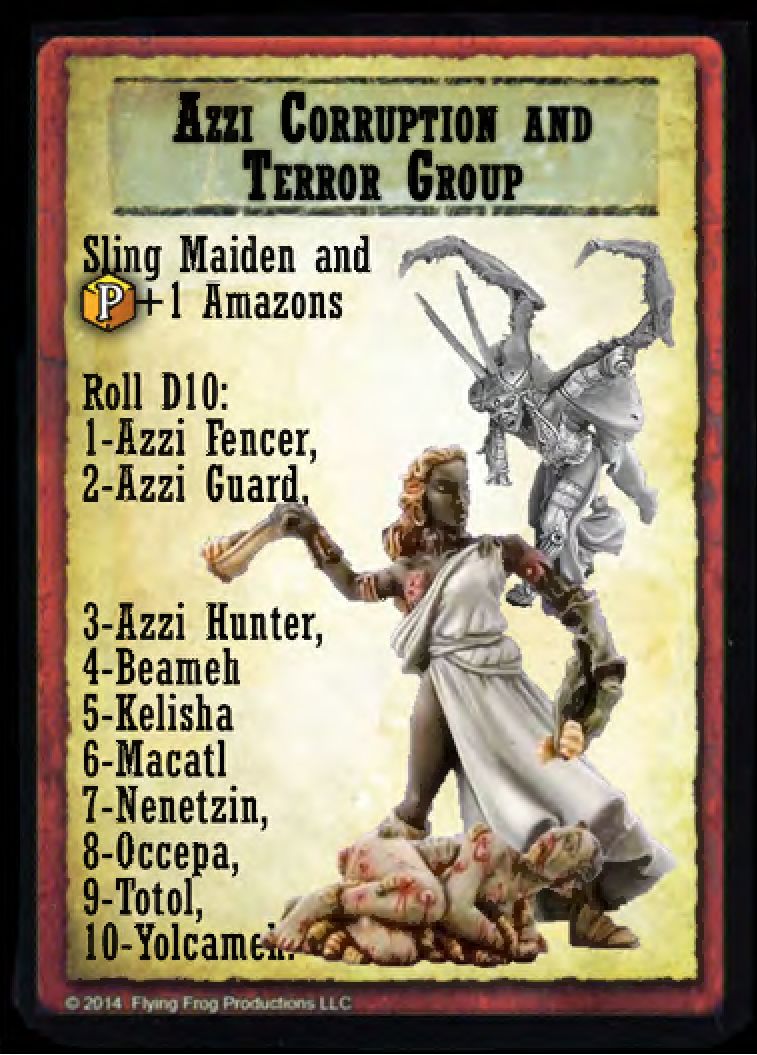 Azzi Corruption and
Terror Group
Sling Maiden and
P+1 Amazons
Roll D10:
1-Azzi Fencer,
2-Azzi Guard,
3-Azzi Hunter,
4-Beameh
5-Kelisha
6-Macatl
7-Nenetzin,
8-Occepa,
9-Totol,
10-Yolcameh.
© 2014 Flying Frog Productions LLC